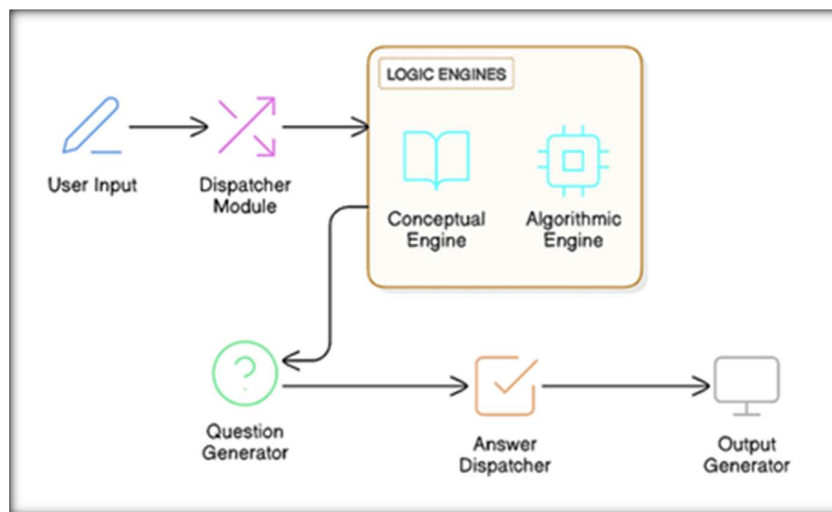 LOGIC ENGINES
User Input
Dispatcher
Module
Conceptual
Engine
Algorithmic
Engine
?
Question
Generator
Answer
Dispatcher
Output
Generator